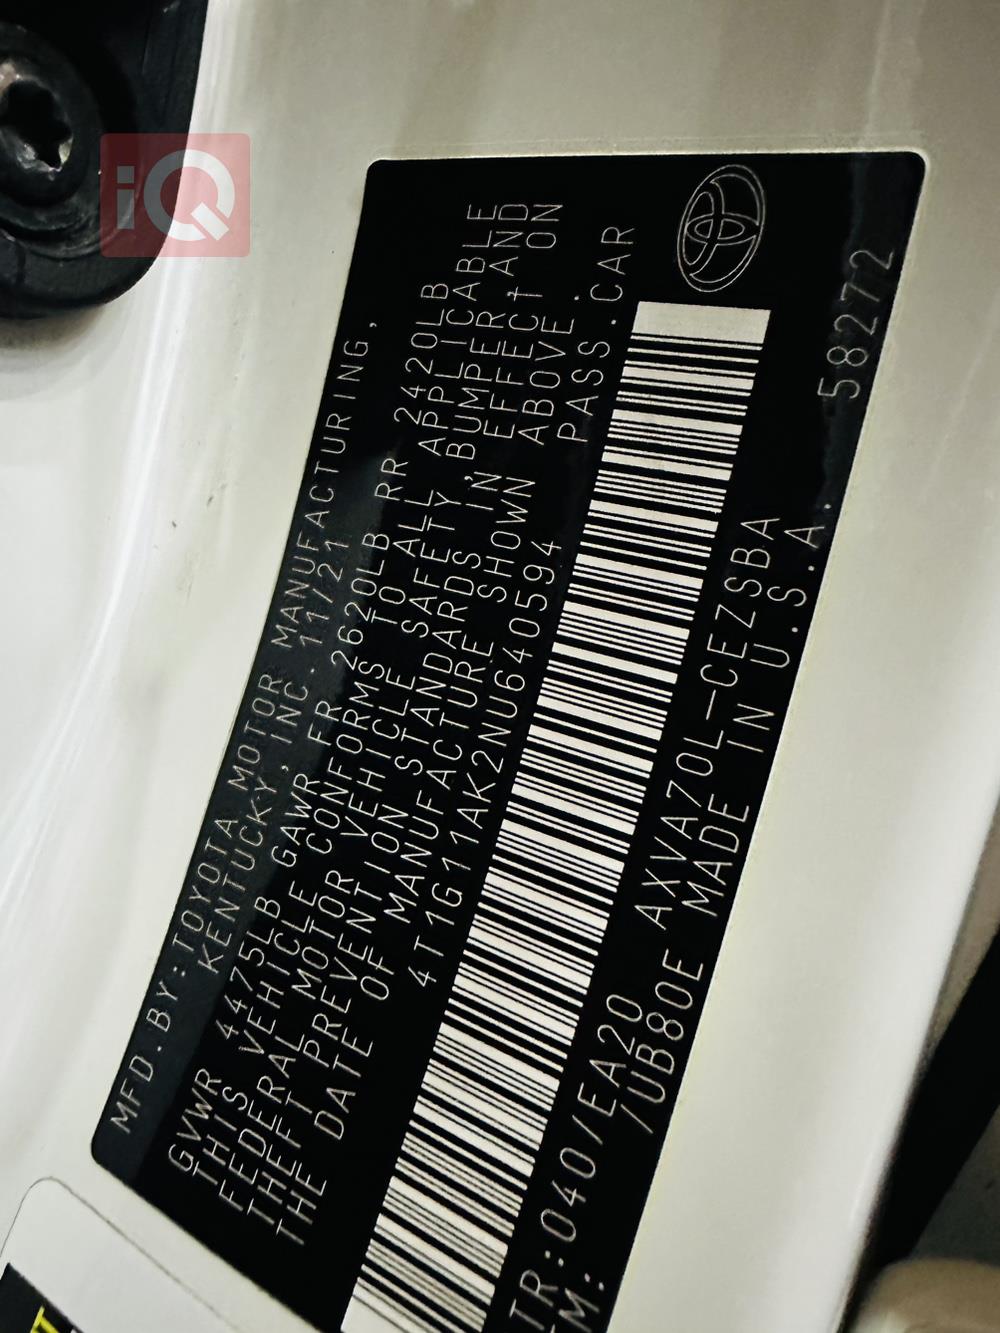 iQ
MFD.BY:TOYOTA MOTOR MANUFACTURING,
KENTUCKY,INC. 11/21
GVWR 4475LB GAWR FR 2620LB RR 2420LB
THIS VEHICLE CONFORMS TO ALL APPLICABLE
FEDERAL MOTOR VEHICLE SAFETY, BUMPER, AND
THEFT PREVENTION STANDARDS IN EFFECT ON
THE DATE OF MANUFACTURE SHOWN ABOVE.
4T1G11AK2NU640594 PASS.CAR
TR:040/EA20 AXVA70L-CEZSBA
TM: /UB80E MADE IN U.S.A. 58272